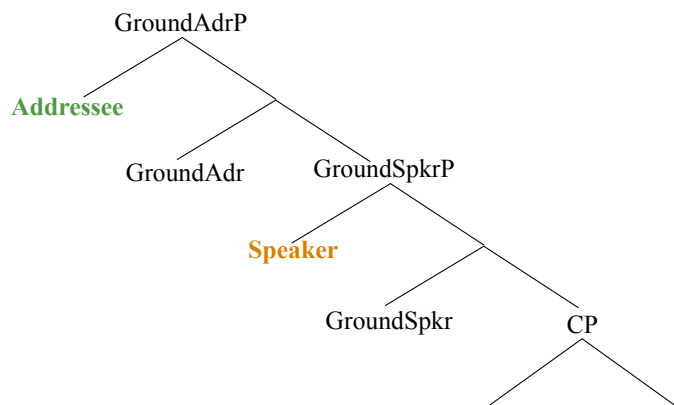 GroundAdrP
Addressee
GroundAdr
GroundSpkrP
Speaker
GroundSpkr
CP